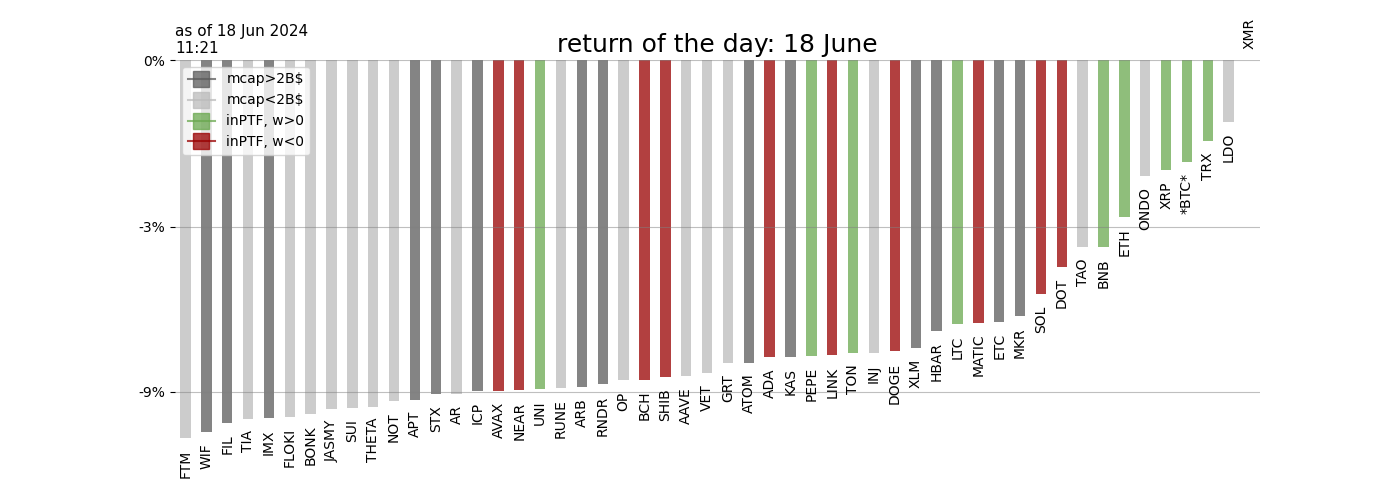 as of 18 Jun 2024
11:21
return of the day: 18 June
XMR
0%
-3%
-9%
mcap>2B$
mcap<2B$
inPTF, w>0
inPTF, w<0
FTM
WIF
FIL
TIA
IMX
FLOKI
BONK
JASMY
SUI
THETA
NOT
APT
STX
AR
ICP
AVAX
NEAR
UNI
RUNE
ARB
RNDR
OP
BCH
SHIB
AAVE
VET
GRT
ATOM
ADA
KAS
PEPE
LINK
TON
INJ
DOGE
XLM
HBAR
LTC
MATIC
ETC
MKR
SOL
DOT
TAO
BNB
ETH
ONDO
XRP
*BTC*
TRX
LDO